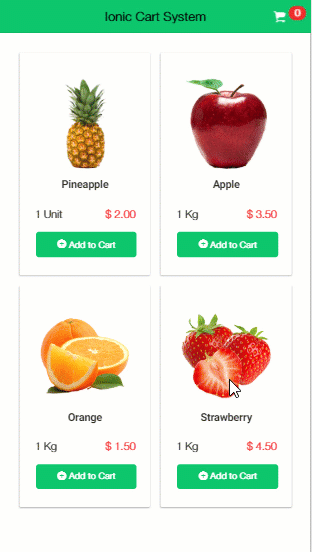 Ionic Cart System
0
Pineapple
Apple
1 Unit $ 2.00
1 Kg $ 3.50
Add to Cart
Add to Cart
Orange
Strawberry
1 Kg $ 1.50
1 Kg $ 4.50
Add to Cart
Add to Cart